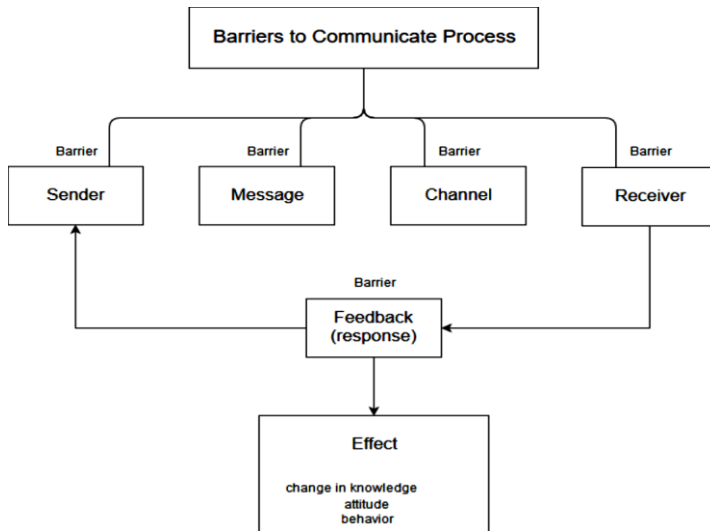 Barriers to Communicate Process
Barrier
Barrier
Barrier
Barrier
Sender
Message
Channel
Receiver
Barrier
Feedback
(response)
Effect
change in knowledge
attitude
behavior